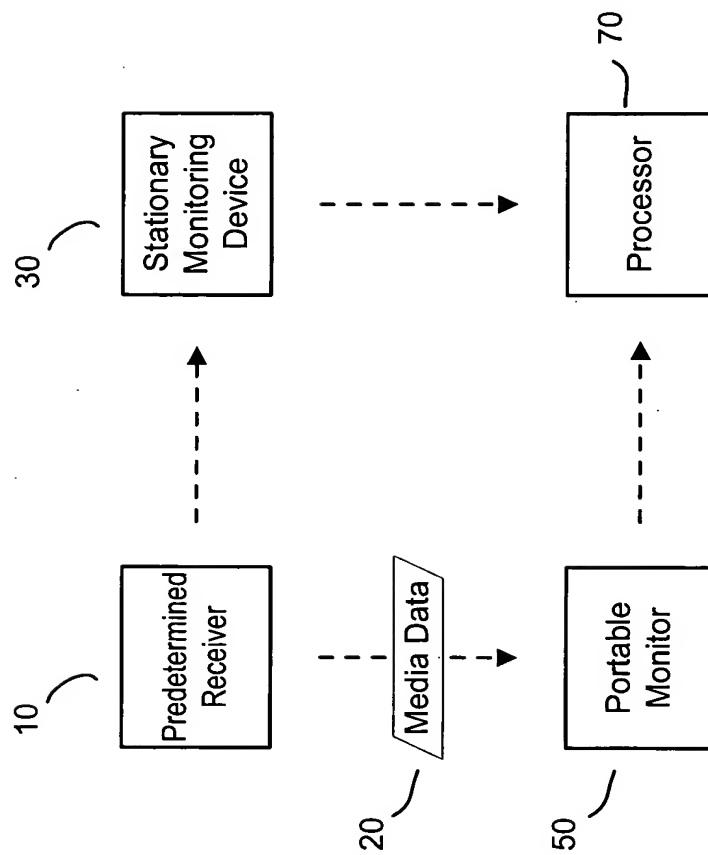 10
Predetermined
Receiver
30
Stationary
Monitoring
Device
20
Media Data
50
Portable
Monitor
70
Processor